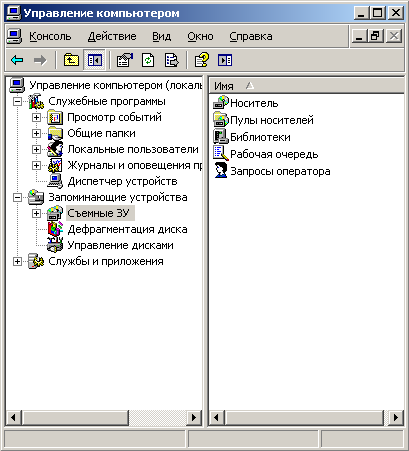 Управление компьютером
Консоль Действие Вид Окно Справка
Управление компьютером (локаль
Служебные программы
Просмотр событий
Общие папки
Локальные пользователи
Журналы и оповещения пр
Диспетчер устройств
Запоминающие устройства
Съемные ЗУ
Дефрагментация диска
Управление дисками
Службы и приложения
Имя
Носитель
Пулы носителей
Библиотеки
Рабочая очередь
Запросы оператора